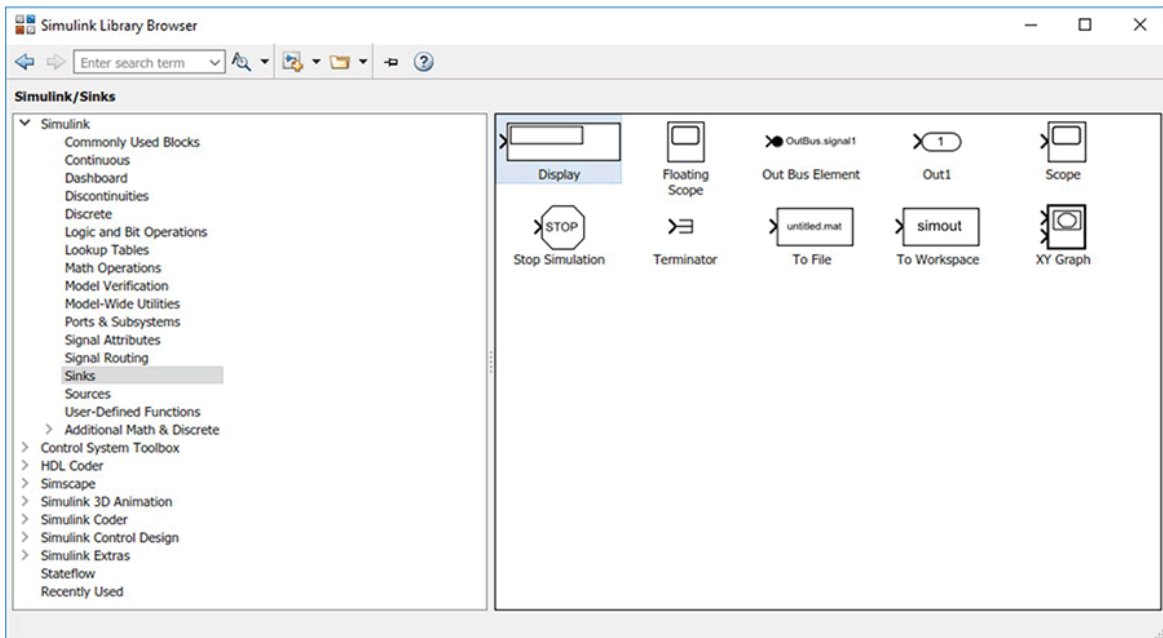 Simulink Library Browser
Enter search term
Simulink/Sinks
Simulink
Commonly Used Blocks
Continuous
Dashboard
Discontinuities
Discrete
Logic and Bit Operations
Lookup Tables
Math Operations
Model Verification
Model-Wide Utilities
Ports & Subsystems
Signal Attributes
Signal Routing
Sinks
Sources
User-Defined Functions
Additional Math & Discrete
Control System Toolbox
HDL Coder
Simscape
Simulink 3D Animation
Simulink Coder
Simulink Control Design
Simulink Extras
Stateflow
Recently Used
OutBus.signal1
1
Display
Floating
Scope
Out Bus Element
Out1
Scope
STOP
untitled.mat
simout
Stop Simulation
Terminator
To File
To Workspace
XY Graph